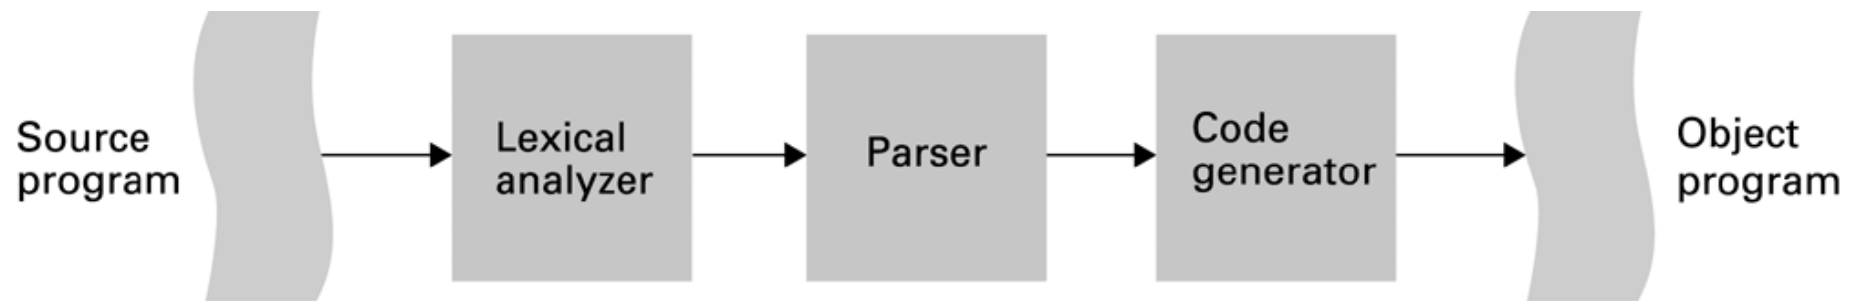 Source
program
Lexical
analyzer
Parser
Code
generator
Object
program